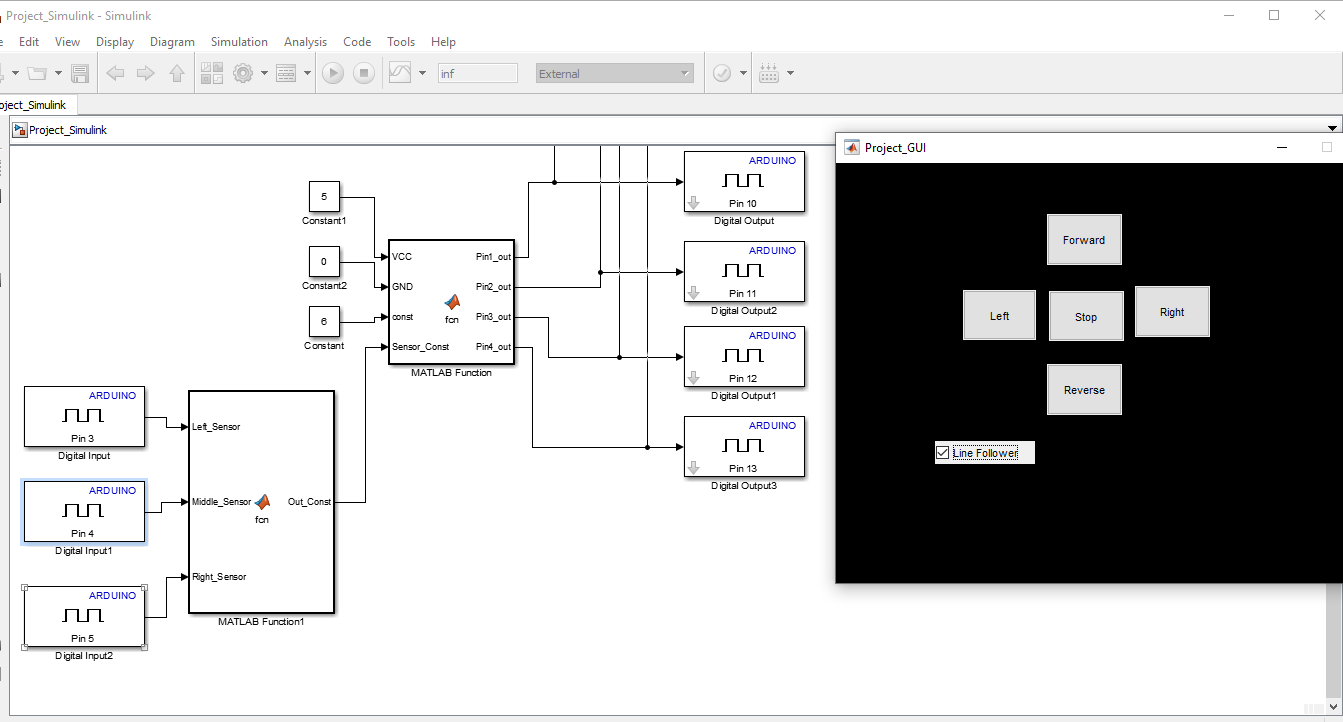 Project_Simulink - Simulink
Edit View Display Diagram Simulation Analysis Code Tools Help
inf
External
oject_Simulink
Project_Simulink
5
Constant1
0
Constant2
6
Constant
VCC
GND
const
Sensor_Const
fcn
Pin1_out
Pin2_out
Pin3_out
Pin4_out
MATLAB Function
ARDUINO
Pin 10
Digital Output
ARDUINO
Pin 11
Digital Output2
ARDUINO
Pin 12
Digital Output1
ARDUINO
Pin 13
Digital Output3
ARDUINO
Pin 3
Digital Input
ARDUINO
Pin 4
Digital Input1
ARDUINO
Pin 5
Digital Input2
Left_Sensor
Middle_Sensor
Right_Sensor
fcn
Out_Const
MATLAB Function1
Project_GUI
Forward
Left
Stop
Right
Reverse
Line Follower